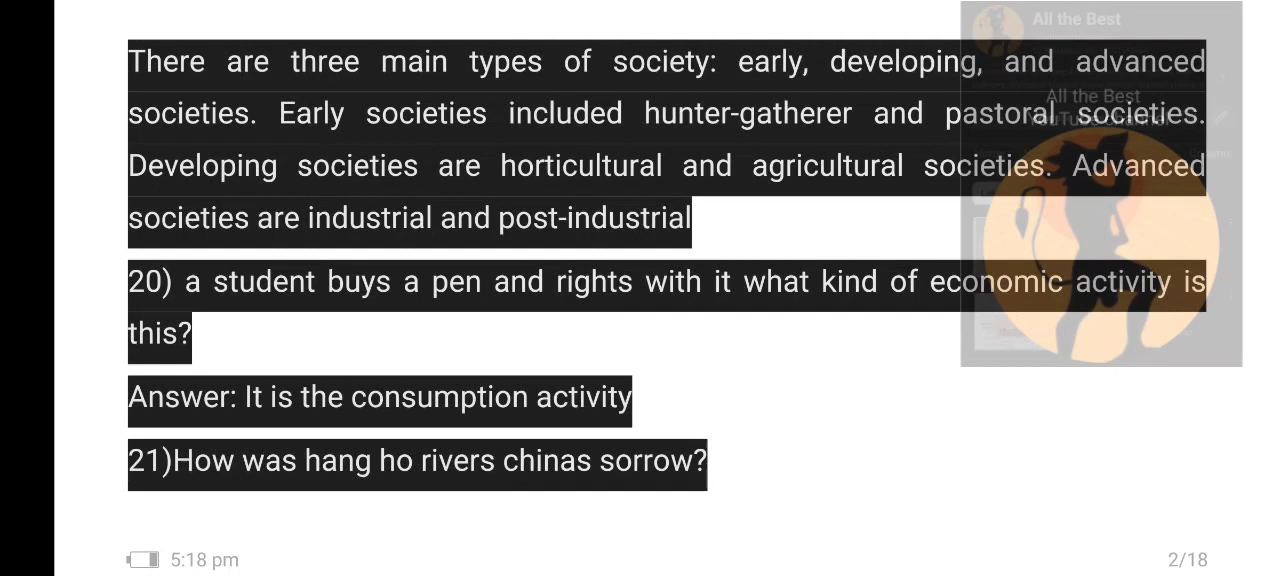 All the Best
There are three main types of society: early, developing, and advanced
All the Best
societies. Early societies included hunter-gatherer and pastoral societies.
YouTube channel
Developing societies are horticultural and agricultural societies. Advanced
societies are industrial and post-industrial
20) a student buys a pen and rights with it what kind of economic activity is
this?
Answer: It is the consumption activity
21)How was hang ho rivers chinas sorrow?
5:18 pm
2/18